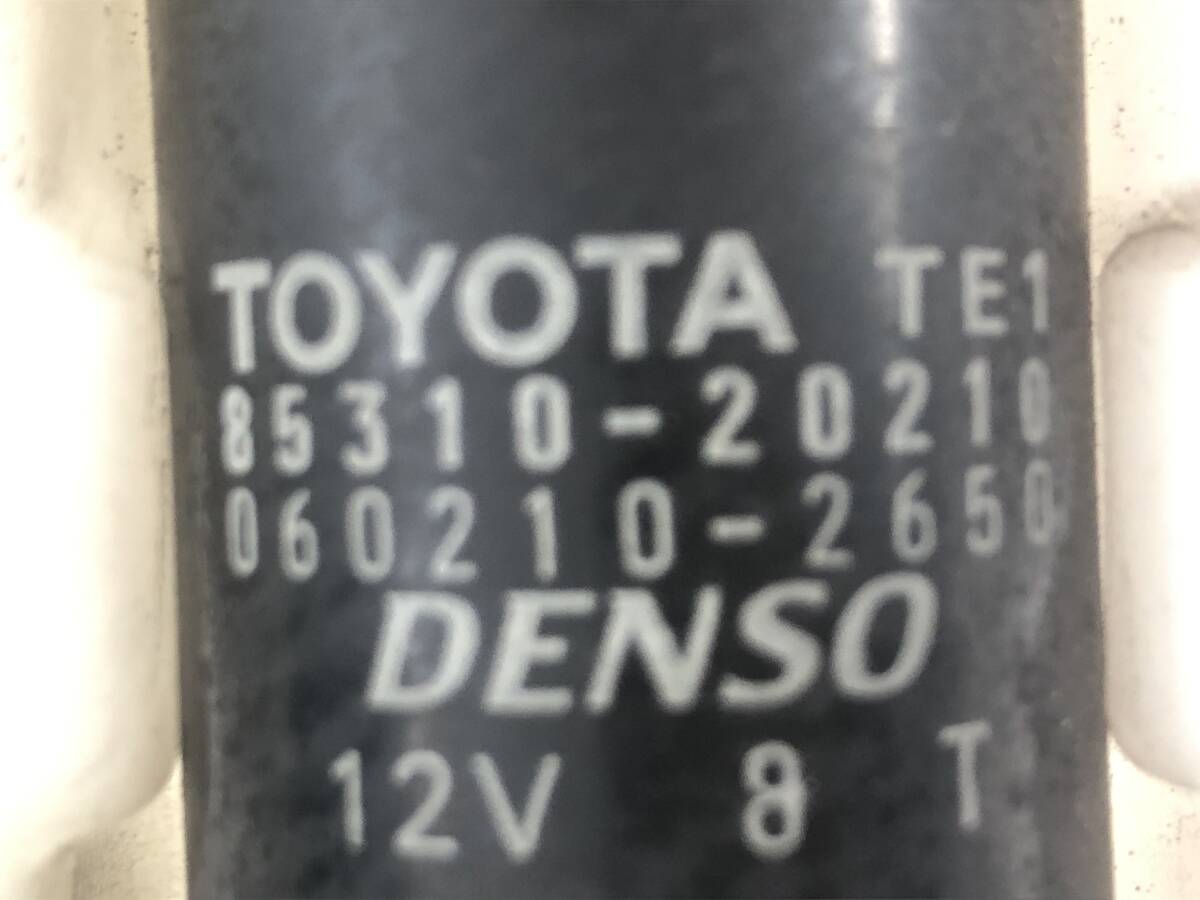 TOYOTA TE1
85310-20210
060210-2650
DENSO
12V 8 T